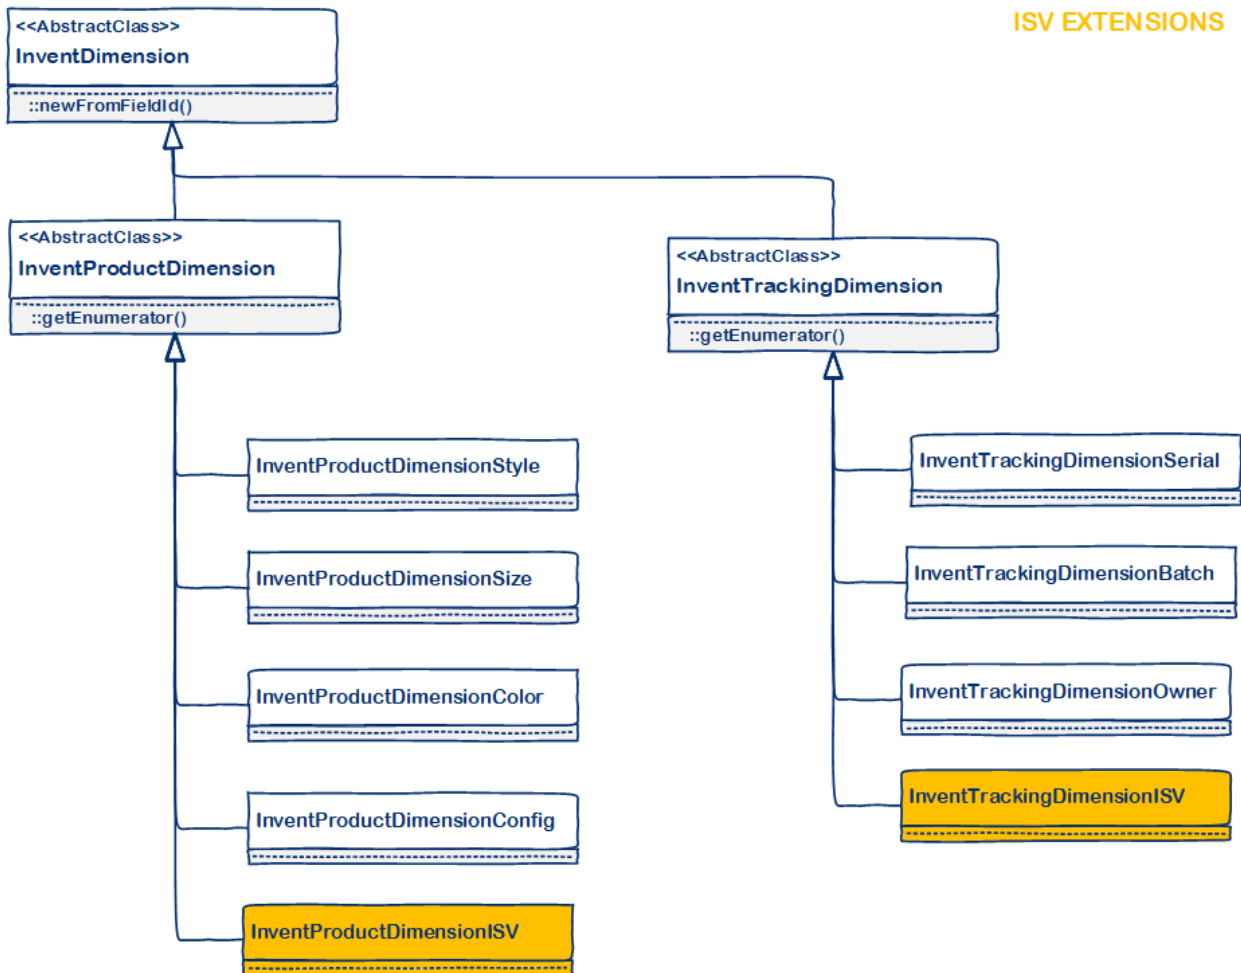 ISV EXTENSIONS
<<AbstractClass>>
InventDimension
::newFromFieldId()
<<AbstractClass>>
InventProductDimension
::getEnumerator()
<<AbstractClass>>
InventTrackingDimension
::getEnumerator()
InventProductDimensionStyle
InventProductDimensionSize
InventProductDimensionColor
InventProductDimensionConfig
InventProductDimensionISV
InventTrackingDimensionSerial
InventTrackingDimensionBatch
InventTrackingDimensionOwner
InventTrackingDimensionISV